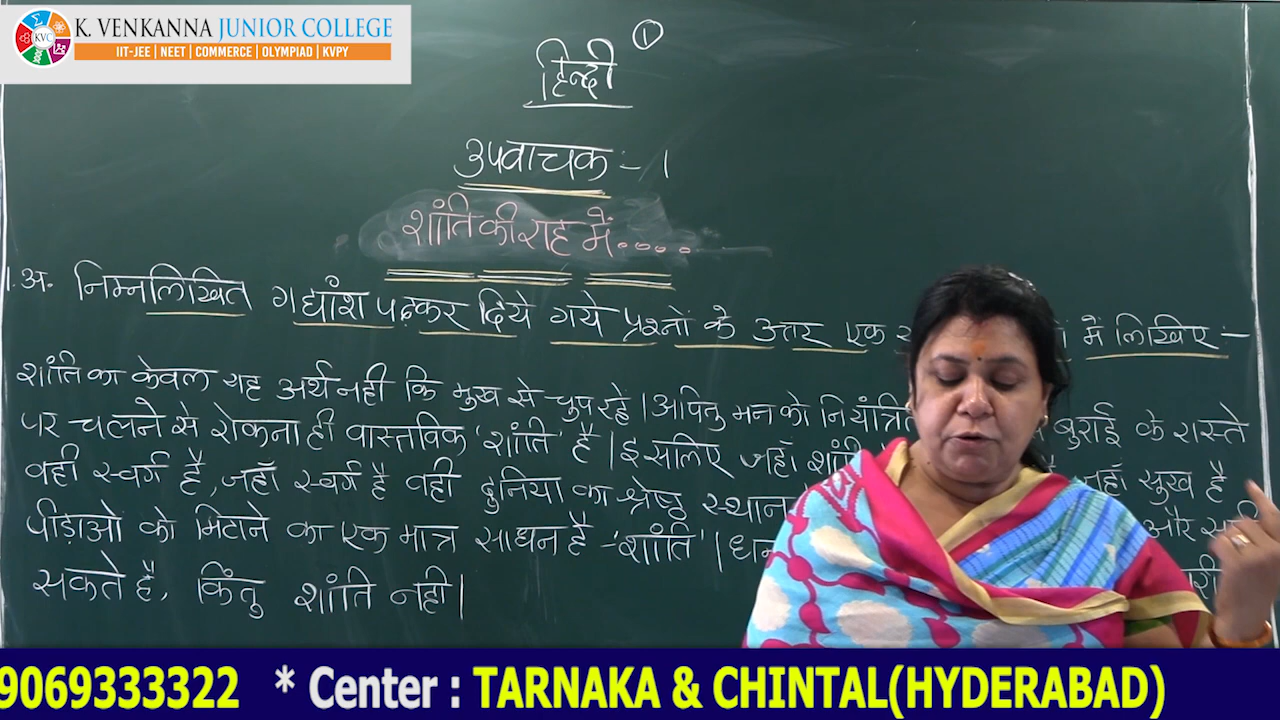 K. VENKANNA JUNIOR COLLEGE
KVC
IIT-JEE | NEET | COMMERCE | OLYMPIAD | KVPY
1
हिन्दी
उपवाचक :- 1
शांति की राह में....
1. अ. निम्नलिखित गद्यांश पढ़कर दिये गये प्रश्नों के उत्तर एक में लिखिए :-
शांति का केवल यह अर्थ नही कि मुख से चुप रहे । अपितु मन को बुराई के रास्ते
पर चलने से रोकना ही वास्तविक 'शांति' है । इसलिए जहाँ जहाँ सुख है
वही स्वर्ग है, जहाँ स्वर्ग है वही दुनिया का श्रेष्ठ स्थान और
पीड़ाओं को मिटाने का एक मात्र साधन है - 'शांति' ।
सकते है, किंतु शांति नही ।
9069333322 * Center : TARNAKA & CHINTAL(HYDERABAD)